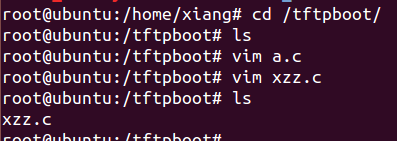 root@ubuntu:/home/xiang# cd /tftpboot/
root@ubuntu:/tftpboot# ls
root@ubuntu:/tftpboot# vim a.c
root@ubuntu:/tftpboot# vim xzz.c
root@ubuntu:/tftpboot# ls
xzz.c
root@ubuntu:/tftpboot#